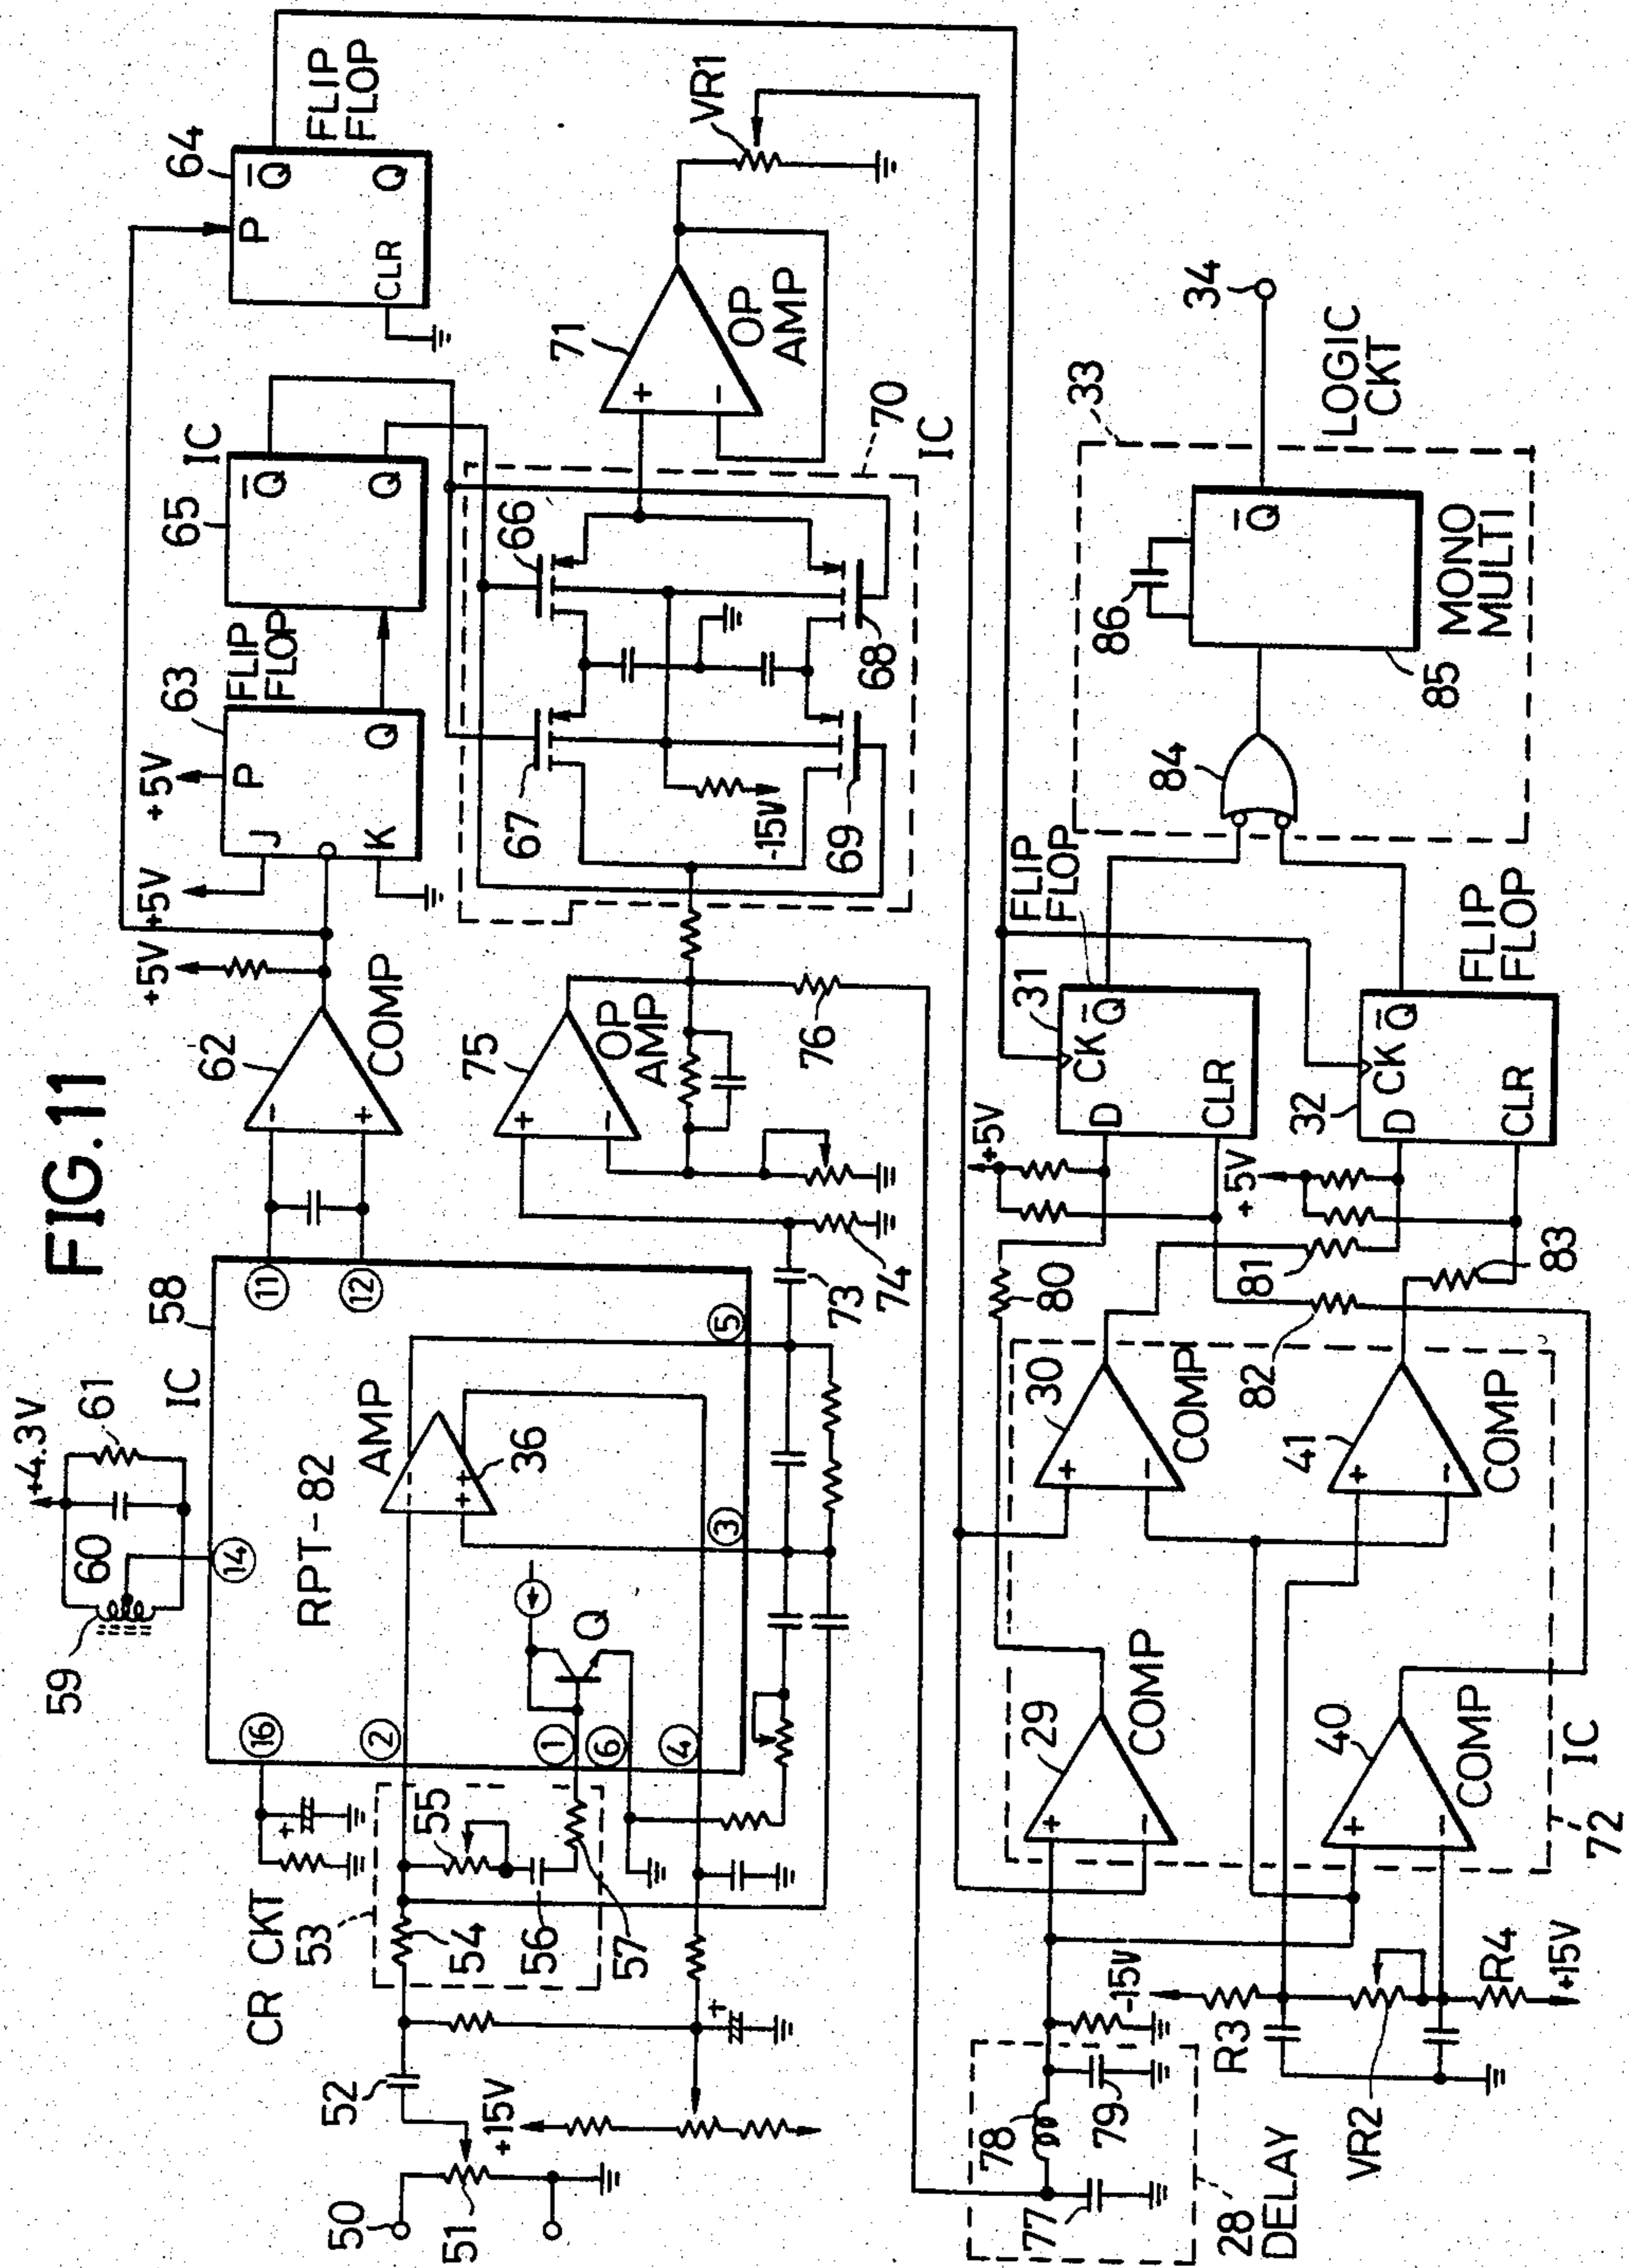 FIG.11
59
60
+4.3V
61
IC
58
16
14
RPT-82
2
AMP
-
+
+
36
Q
1
6
4
3
5
11
12
CR CKT
53
54
55
56
57
50
51
52
+15V
62
-
+
COMP
+5V
+5V
+5V
63
J
P
K
Q
FLIP
FLOP
65
IC
Q̅
Q
64
P
Q̅
Q
CLR
FLIP
FLOP
73
74
75
+
-
OP
AMP
76
67
66
-15V
69
68
70
IC
71
+
-
OP
AMP
VR1
77
78
79
28
DELAY
-15V
R3
VR2
R4
+15V
29
+
-
COMP
40
+
-
COMP
72
IC
30
+
-
COMP
41
+
-
COMP
80
81
82
83
+5V
+5V
31
D
CK
Q̅
CLR
FLIP
FLOP
32
D
CK
Q̅
CLR
FLIP
FLOP
84
33
86
Q̅
85
MONO
MULTI
LOGIC
CKT
34